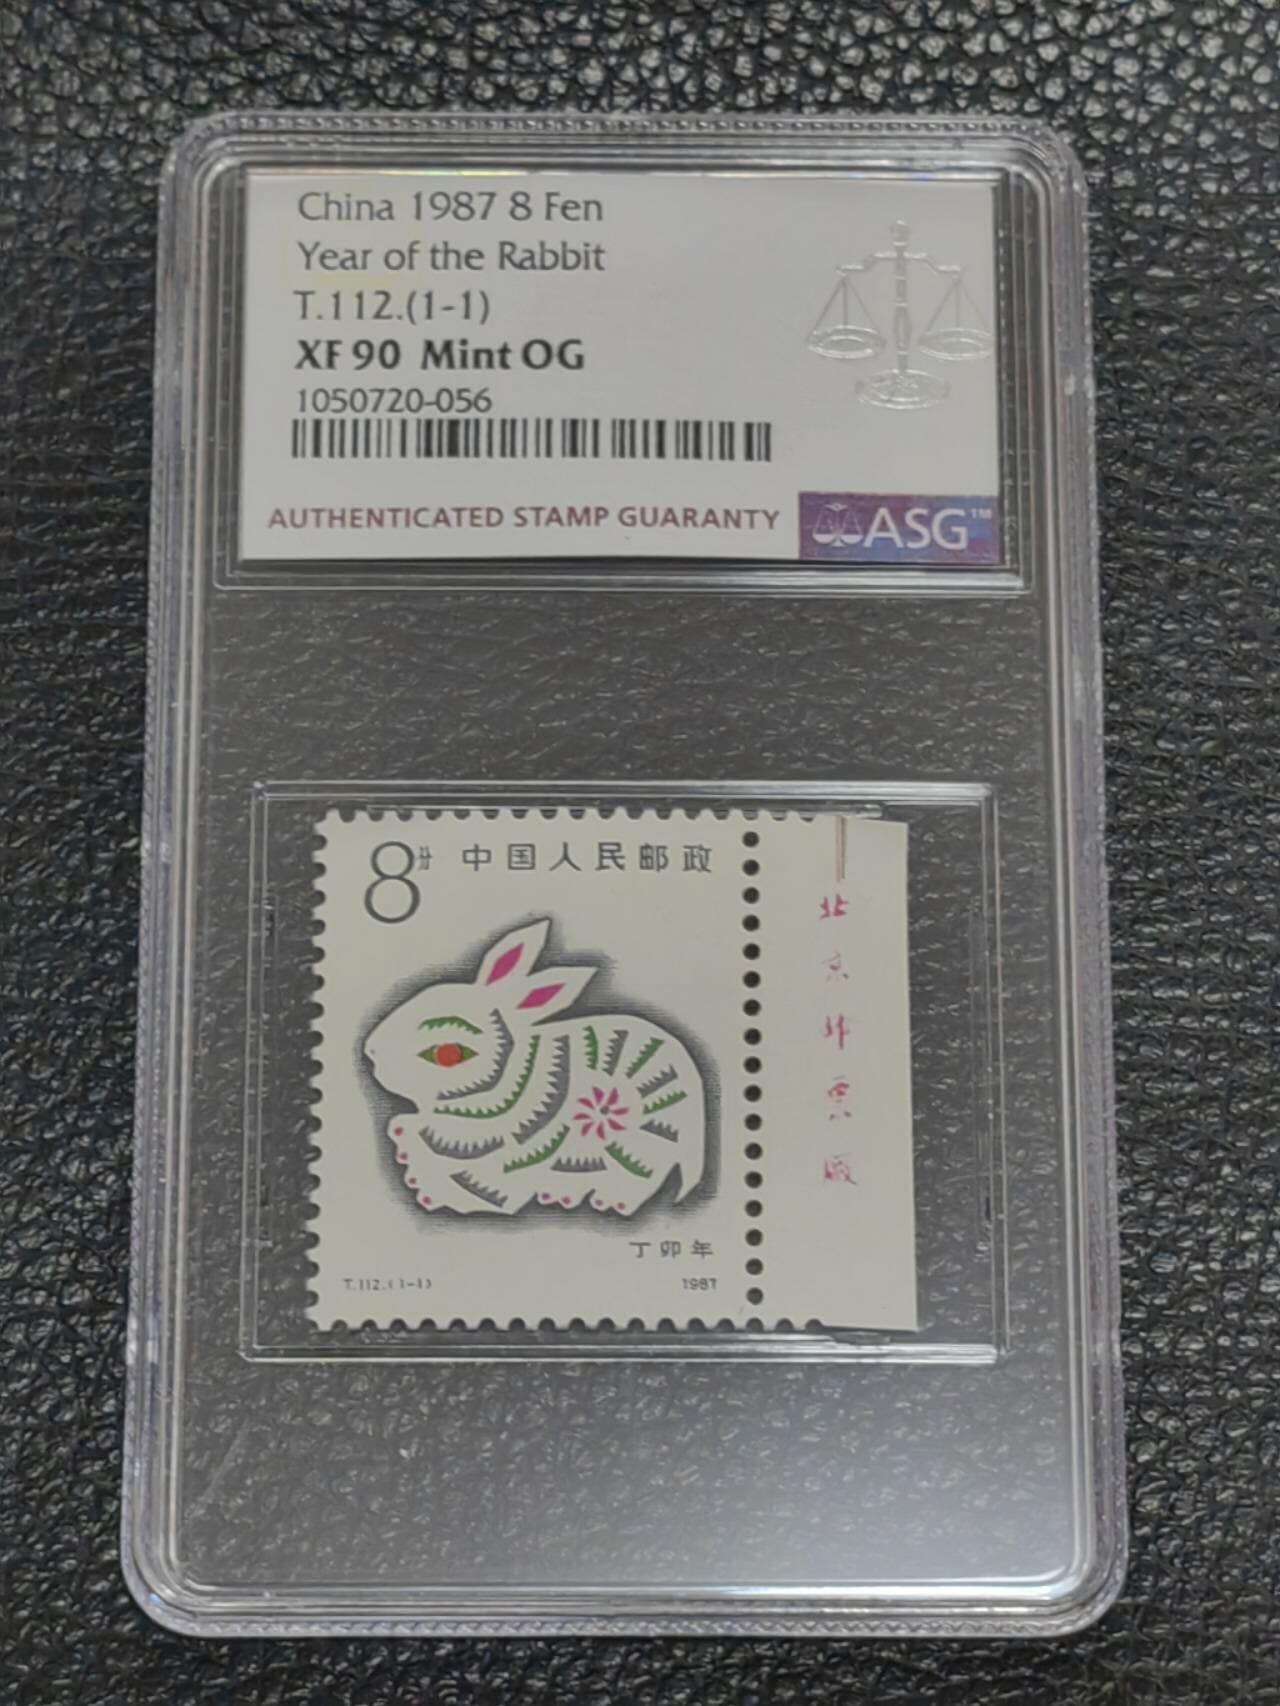 China 1987 8 Fen
Year of the Rabbit
T.112.(1-1)
XF 90 Mint OG
1050720-056
AUTHENTICATED STAMP GUARANTY
ASG™
8分 中国人民邮政
北京邮票厂
丁卯年
T.112.(1-1) 1987